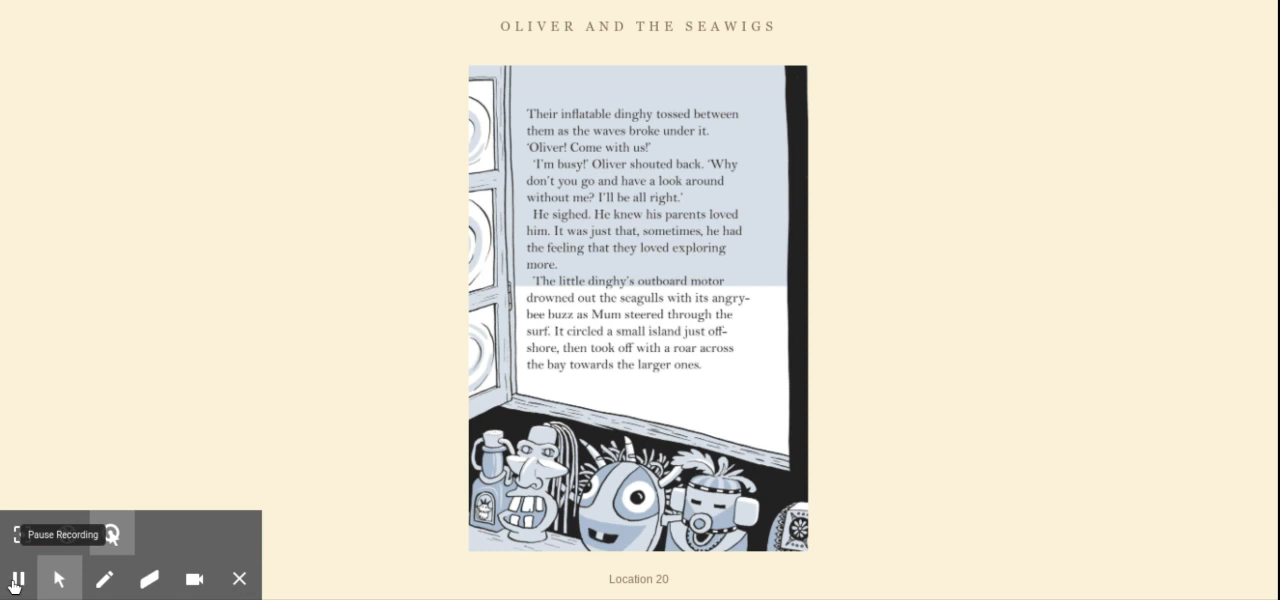 OLIVER AND THE SEAWIGS
Their inflatable dinghy tossed between
them as the waves broke under it.
‘Oliver! Come with us!’
‘I’m busy!’ Oliver shouted back. ‘Why
don’t you go and have a look around
without me? I’ll be all right.’
He sighed. He knew his parents loved
him. It was just that, sometimes, he had
the feeling that they loved exploring
more.
The little dinghy’s outboard motor
drowned out the seagulls with its angry-
bee buzz as Mum steered through the
surf. It circled a small island just off-
shore, then took off with a roar across
the bay towards the larger ones.
Pause Recording
Location 20